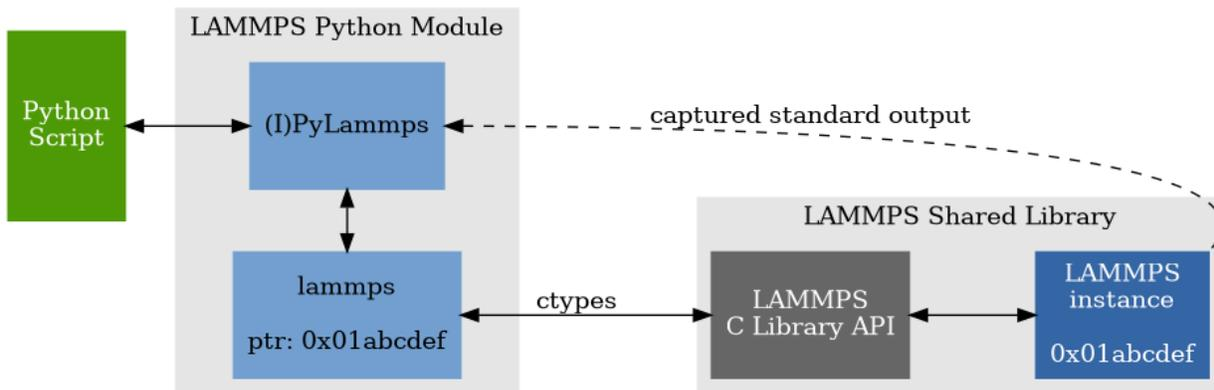 LAMMPS Python Module
Python
Script
(I)PyLammps
captured standard output
LAMMPS Shared Library
lammps
ptr: 0x01abcdef
ctypes
LAMMPS
C Library API
LAMMPS
instance
0x01abcdef